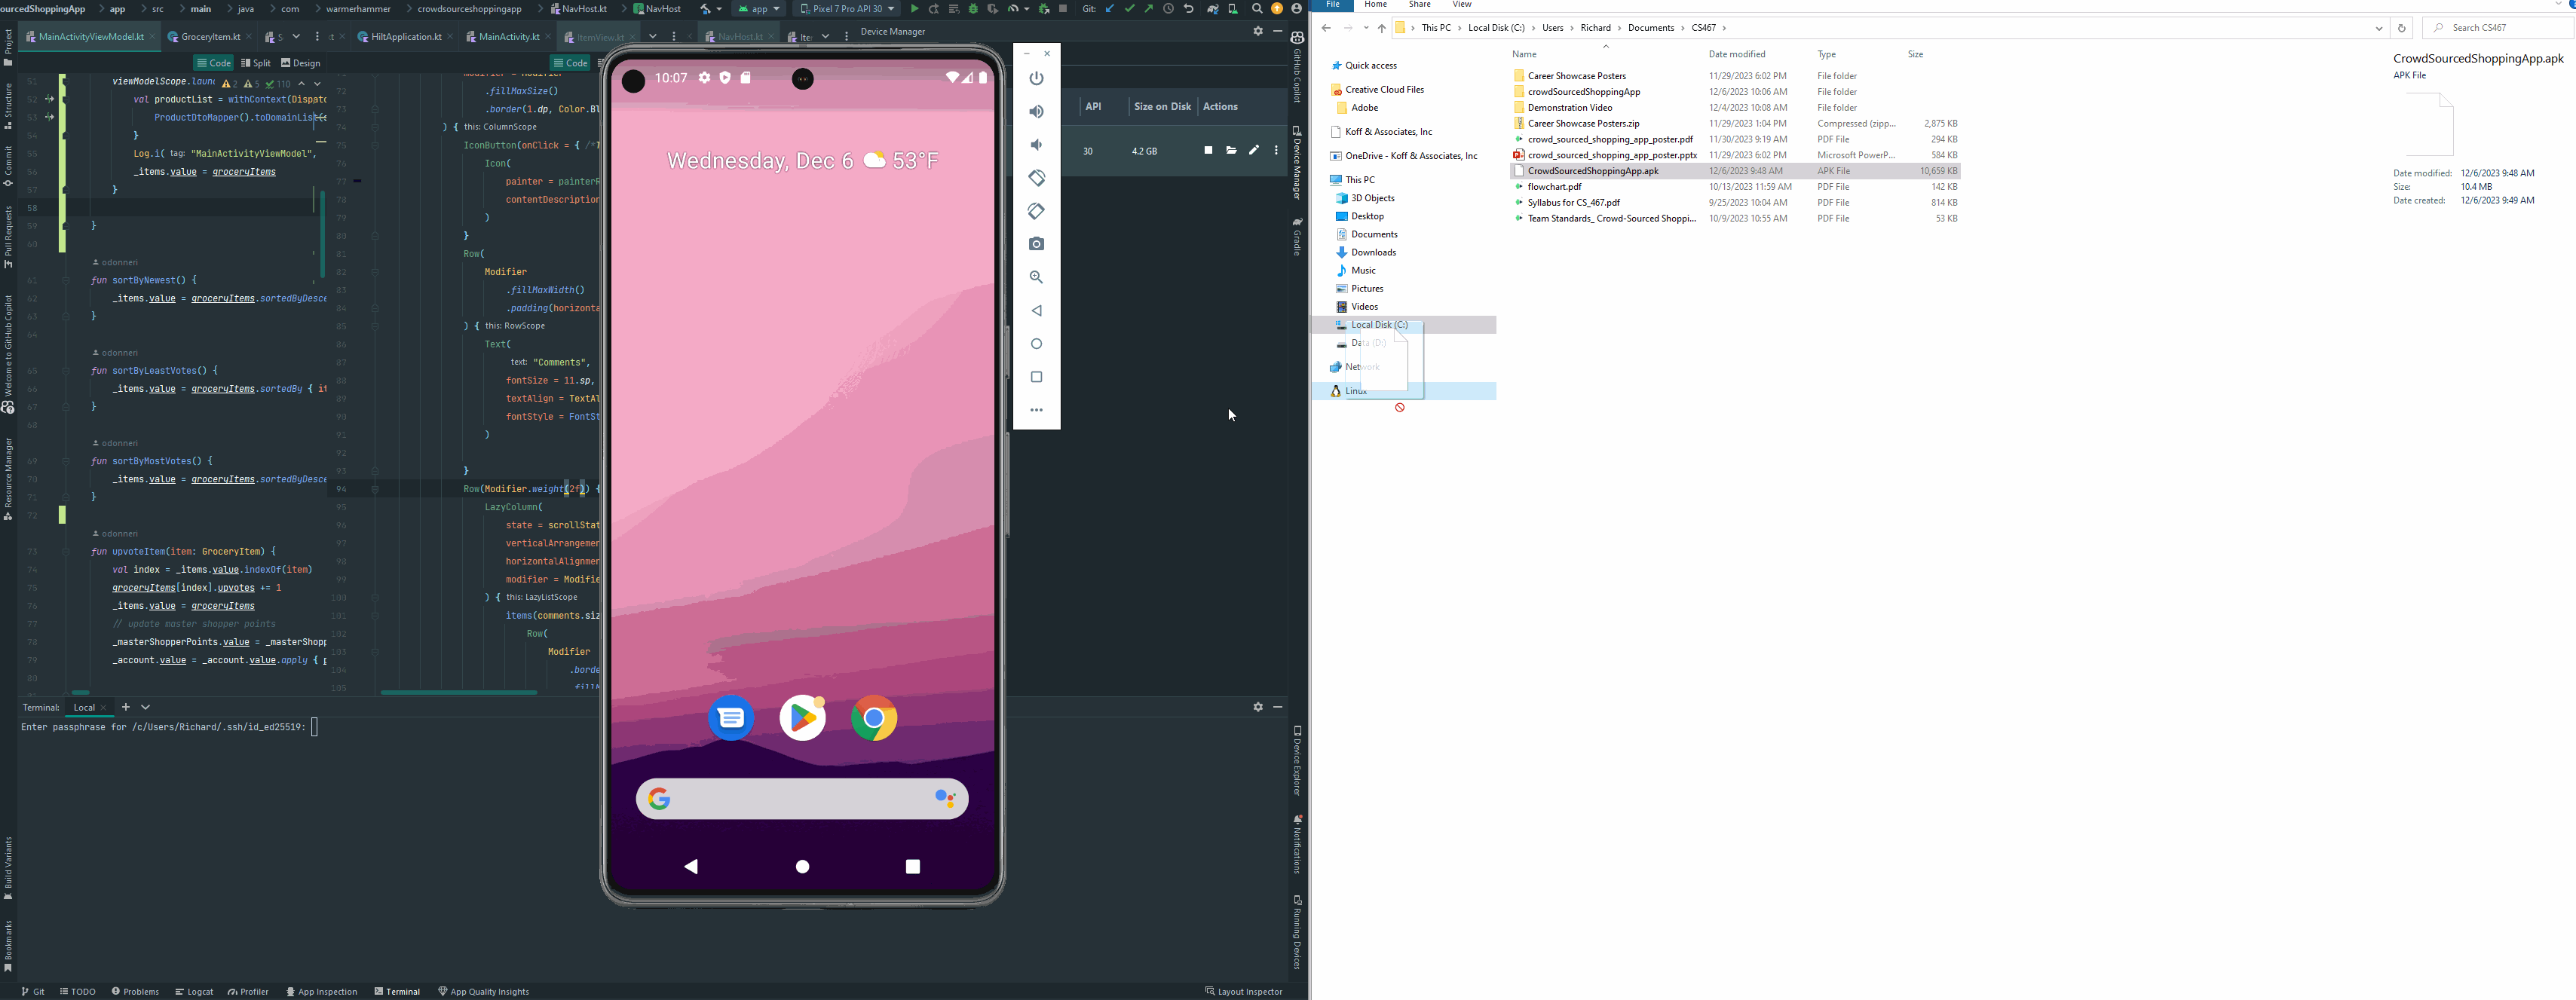 ourcedShoppingApp app src main java com warmerhammer crowdsourceshoppingapp NavHost.kt NavHost app Pixel 7 Pro API 30 Git:
MainActivityViewModel.kt GroceryItem.kt HiltApplication.kt MainActivity.kt ItemView.kt NavHost.kt Ite Device Manager
Code Split Design Code
Project
Structure
Commit
Pull Requests
Welcome to GitHub Copilot
Resource Manager
Build Variants
Bookmarks
51 viewModelScope.laun 2 5 110
52 val productList = withContext(Dispatc
53 ProductDtoMapper().toDomainList(s
54 }
55 Log.i( tag: "MainActivityViewModel",
56 _items.value = groceryItems
57 }
58
59 }
60
odonneri
61 fun sortByNewest() {
62 _items.value = groceryItems.sortedByDesce
63 }
64
odonneri
65 fun sortByLeastVotes() {
66 _items.value = groceryItems.sortedBy { it
67 }
68
odonneri
69 fun sortByMostVotes() {
70 _items.value = groceryItems.sortedByDesce
71 }
72
odonneri
73 fun upvoteItem(item: GroceryItem) {
74 val index = _items.value.indexOf(item)
75 groceryItems[index].upvotes += 1
76 _items.value = groceryItems
77 // update master shopper points
78 _masterShopperPoints.value = _masterShopp
79 _account.value = _account.value.apply { p
80
modifier = Modifier
72 .fillMaxSize()
73 .border(1.dp, Color.Bl
74 ) { this: ColumnScope
75 IconButton(onClick = { /*T
76 Icon(
77 painter = painterR
78 contentDescription
79 )
80 }
81 Row(
82 Modifier
83 .fillMaxWidth()
84 .padding(horizonta
85 ) { this: RowScope
86 Text(
87 text: "Comments",
88 fontSize = 11.sp,
89 textAlign = TextAl
90 fontStyle = FontSt
91 )
92
93 }
94 Row(Modifier.weight(2f)) {
95 LazyColumn(
96 state = scrollStat
97 verticalArrangemen
98 horizontalAlignmen
99 modifier = Modifie
100 ) { this: LazyListScope
101 items(comments.siz
102 Row(
103 Modifier
104 .borde
105 .fillM
10:07
Wednesday, Dec 6 53°F
API Size on Disk Actions
30 4.2 GB
GitHub Copilot
Device Manager
Gradle
Device Explorer
Notifications
Running Devices
Terminal: Local
Enter passphrase for /c/Users/Richard/.ssh/id_ed25519:
Git TODO Problems Logcat Profiler App Inspection Terminal App Quality Insights Layout Inspector
File Home Share View
This PC Local Disk (C:) Users Richard Documents CS467 Search CS467
Quick access
Creative Cloud Files
Adobe
Koff & Associates, Inc
OneDrive - Koff & Associates, Inc
This PC
3D Objects
Desktop
Documents
Downloads
Music
Pictures
Videos
Local Disk (C:)
Data (D:)
Network
Linux
Name Date modified Type Size
Career Showcase Posters 11/29/2023 6:02 PM File folder
crowdSourcedShoppingApp 12/6/2023 10:06 AM File folder
Demonstration Video 12/4/2023 10:08 AM File folder
Career Showcase Posters.zip 11/29/2023 1:04 PM Compressed (zipp... 2,875 KB
crowd_sourced_shopping_app_poster.pdf 11/30/2023 9:19 AM PDF File 294 KB
crowd_sourced_shopping_app_poster.pptx 11/29/2023 6:02 PM Microsoft PowerP... 584 KB
CrowdSourcedShoppingApp.apk 12/6/2023 9:48 AM APK File 10,659 KB
flowchart.pdf 10/13/2023 11:59 AM PDF File 142 KB
Syllabus for CS_467.pdf 9/25/2023 10:04 AM PDF File 814 KB
Team Standards_ Crowd-Sourced Shoppi... 10/9/2023 10:55 AM PDF File 53 KB
CrowdSourcedShoppingApp.apk
APK File
Date modified: 12/6/2023 9:48 AM
Size: 10.4 MB
Date created: 12/6/2023 9:49 AM